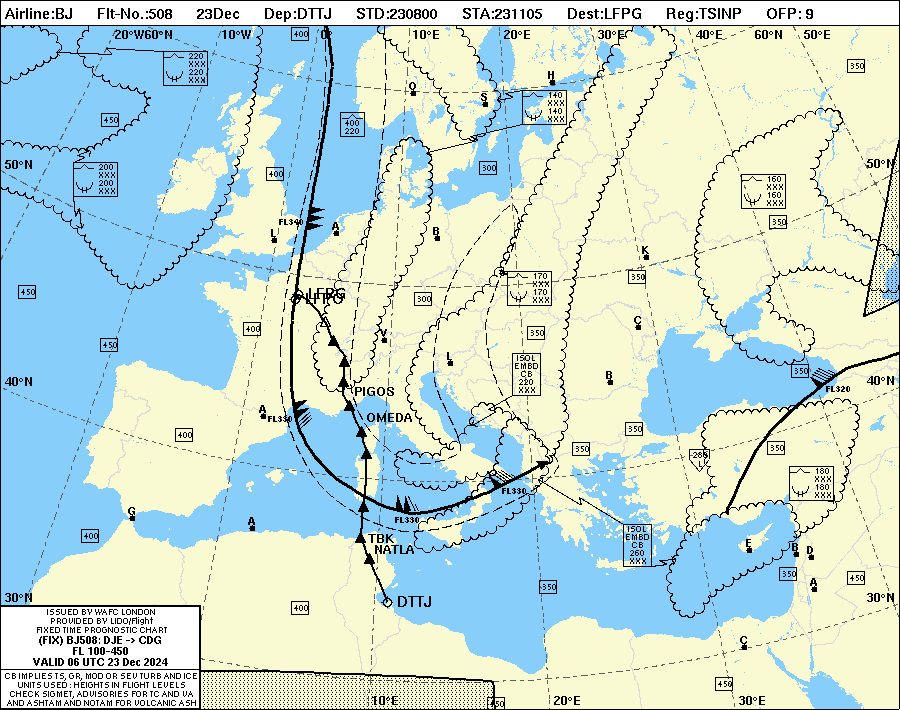 Airline:BJ Flt-No.:508 23Dec Dep:DTTJ STD:230800 STA:231105 Dest:LFPG Reg:TSINP OFP: 9
20°W60°N 10°W 400 0° 10°E 20°E 30°E 40°E 60°N 50°E
220
XXX
220
XXX
350
H
O
S
140
XXX
140
XXX
450
400
220
50°N
50°N
200
XXX
200
XXX
400
300
160
XXX
160
XXX
FL340
350
L
A
B
K
350
170
XXX
170
XXX
450
LFPG
LFPO
300
C
400
350
V
450
L
ISOL
EMBD
CB
220
XXX
350
40°N
40°N
B
FL320
PIGOS
A
FL330
OMEDA
400
350
350
350
280
180
XXX
180
XXX
FL330
G
FL330
A
400
TBK
NATLA
ISOL
EMBD
CB
260
XXX
E
B
D
350
350
450
A
30°N
30°N
400
DTTJ
C
ISSUED BY WAFC LONDON
PROVIDED BY LIDO/Flight
FIXED TIME PROGNOSTIC CHART
(FIX) BJ508: DJE -> CDG
FL 100-450
VALID 06 UTC 23 Dec 2024
CB IMPLIES TS, GR, MOD OR SEV TURB AND ICE
UNITS USED : HEIGHTS IN FLIGHT LEVELS
CHECK SIGMET, ADVISORIES FOR TC AND VA
AND ASHTAM AND NOTAM FOR VOLCANIC ASH
450
10°E
450
20°E
30°E